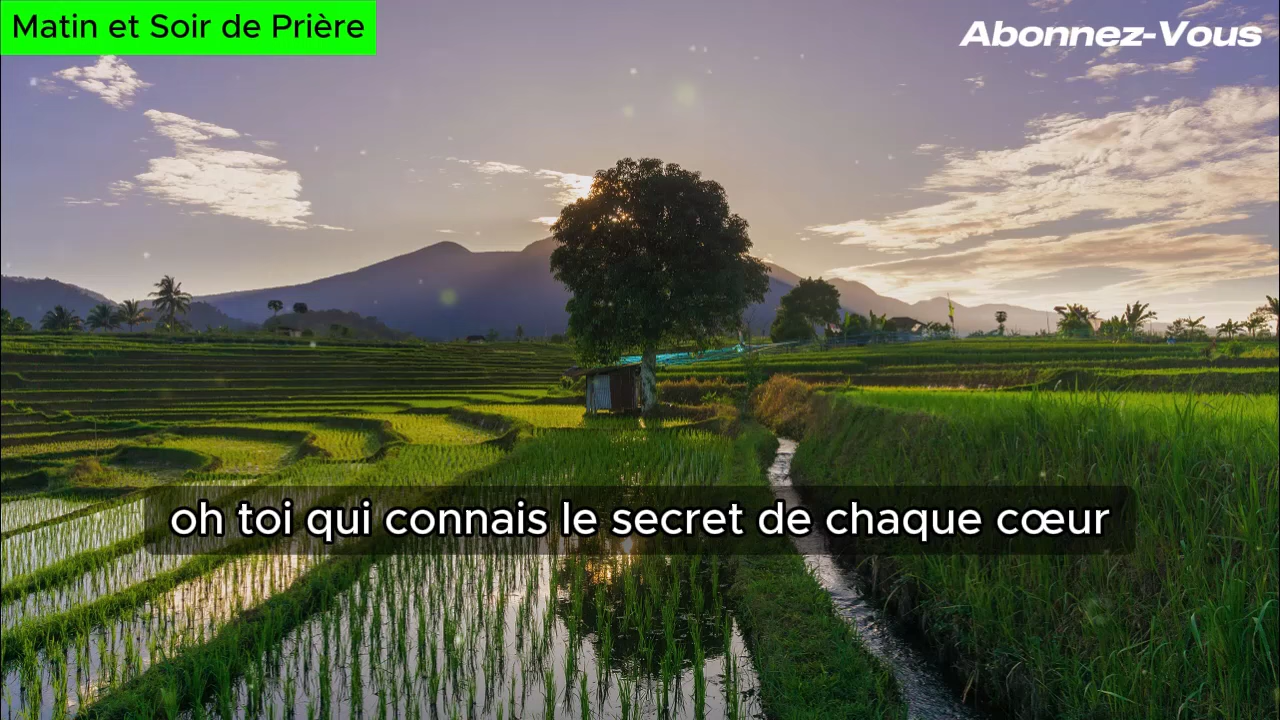 Matin et Soir de Prière
Abonnez-Vous
oh toi qui connais le secret de chaque cœur